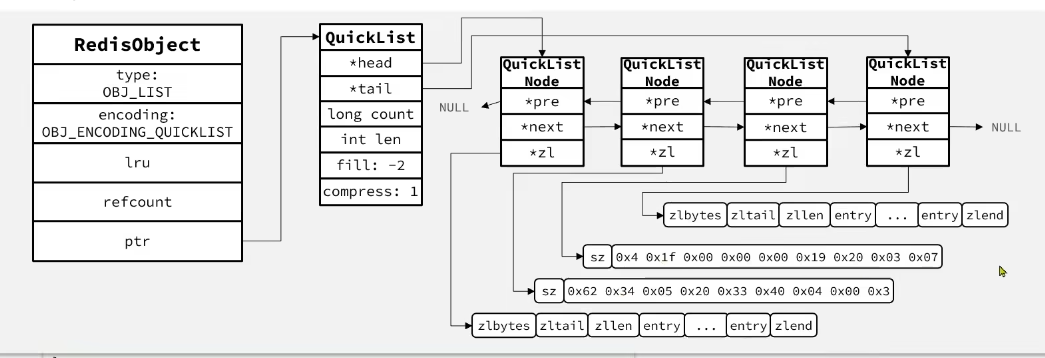 RedisObject
type:
OBJ_LIST
encoding:
OBJ_ENCODING_QUICKLIST
lru
refcount
ptr
QuickList
*head
*tail
long count
int len
fill: -2
compress: 1
NULL
QuickList
Node
*pre
*next
*zl
QuickList
Node
*pre
*next
*zl
QuickList
Node
*pre
*next
*zl
QuickList
Node
*pre
*next
*zl
NULL
zlbytes zltail zllen entry ... entry zlend
sz 0x4 0x1f 0x00 0x00 0x00 0x19 0x20 0x03 0x07
sz 0x62 0x34 0x05 0x20 0x33 0x40 0x04 0x00 0x3
zlbytes zltail zllen entry ... entry zlend